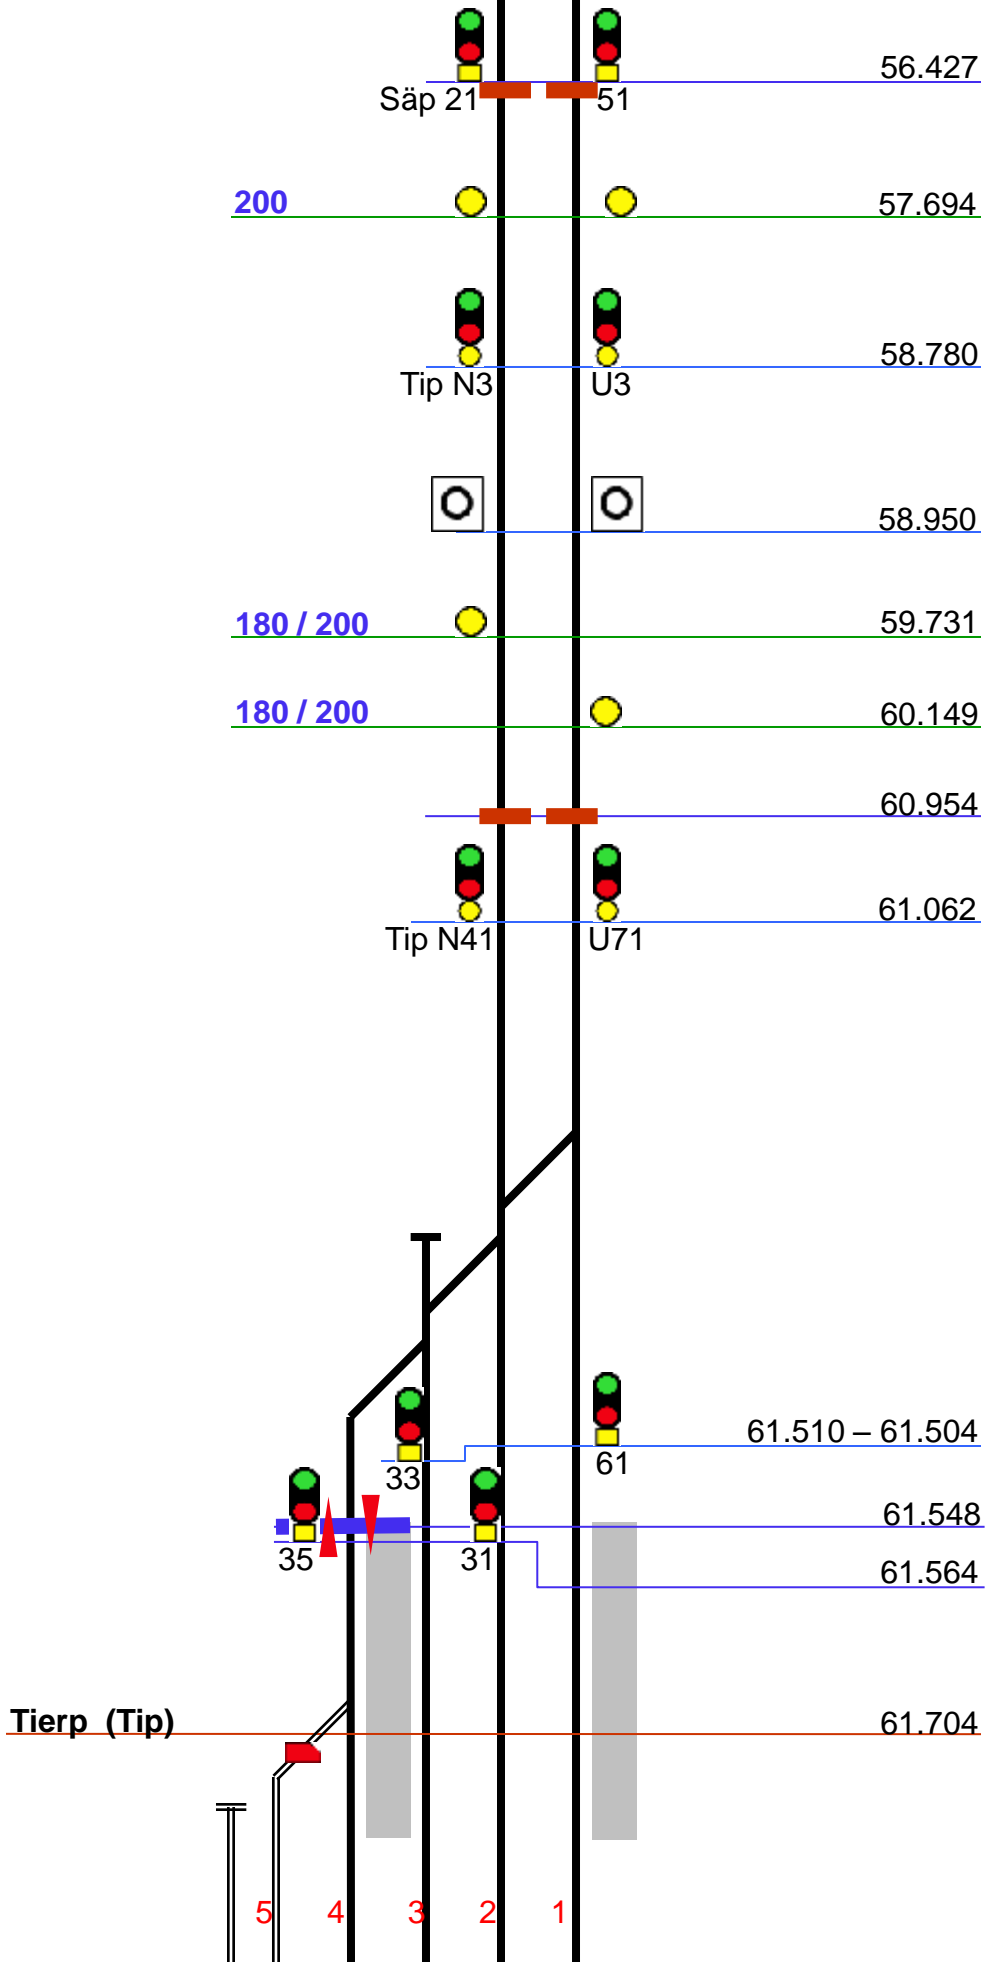 56.427
Säp 21 51
200 57.694
58.780
Tip N3 U3
58.950
180 / 200 59.731
180 / 200 60.149
60.954
61.062
Tip N41 U71
61.510 – 61.504
33 61
61.548
35 31
61.564
Tierp (Tip) 61.704
5 4 3 2 1